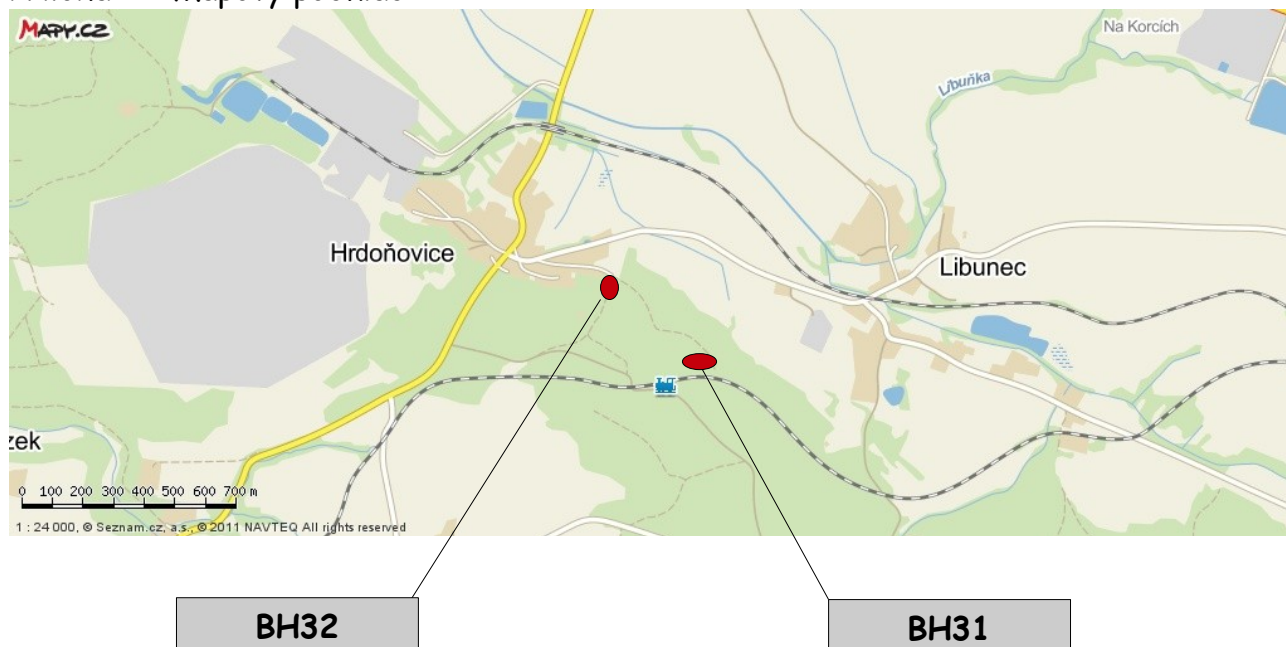 MAPY.CZ
Na Korcích
Libuňka
Hrdoňovice
Libunec
zek
0 100 200 300 400 500 600 700 m
1 : 24 000, © Seznam.cz, a.s., © 2011 NAVTEQ All rights reserved
BH32
BH31